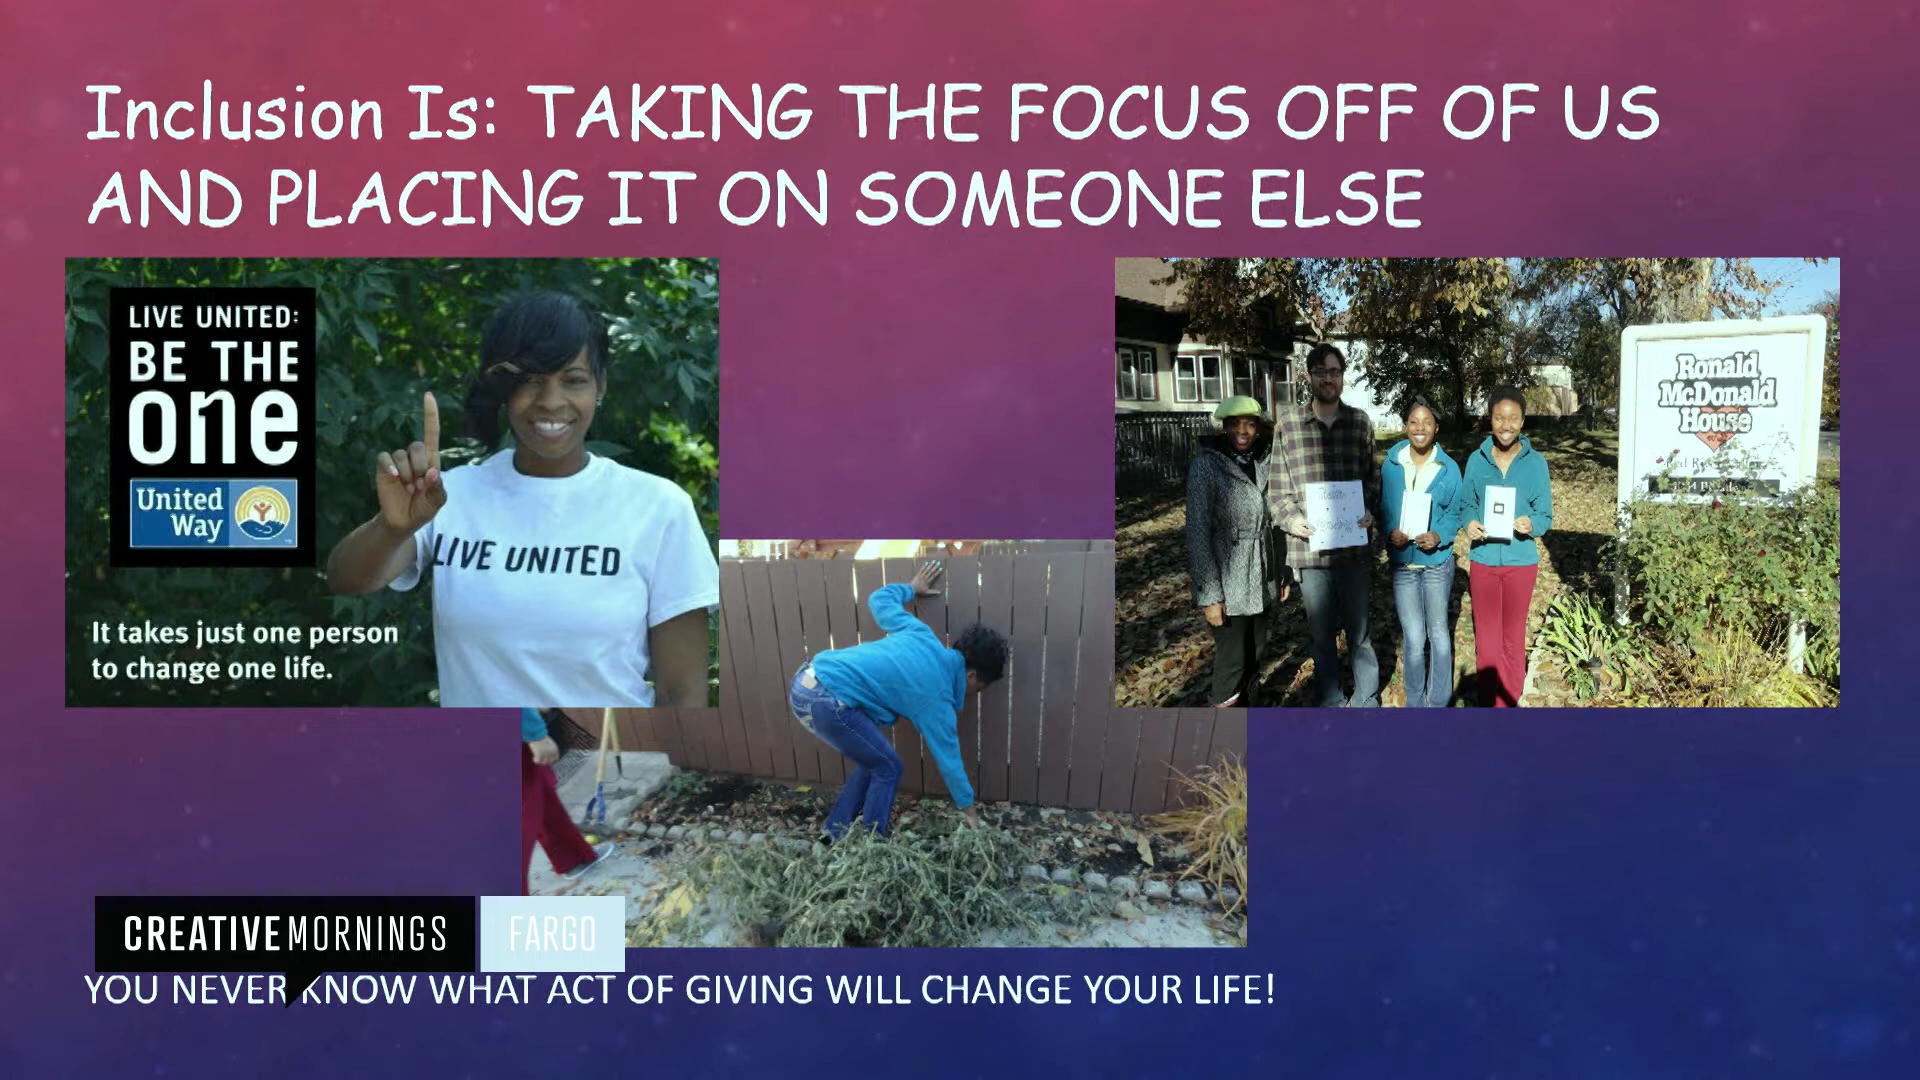 Inclusion Is: TAKING THE FOCUS OFF OF US
AND PLACING IT ON SOMEONE ELSE
LIVE UNITED:
BE THE
one
United
Way
LIVE UNITED
It takes just one person
to change one life.
Ronald
McDonald
House
CREATIVEMORNINGS FARGO
YOU NEVER KNOW WHAT ACT OF GIVING WILL CHANGE YOUR LIFE!